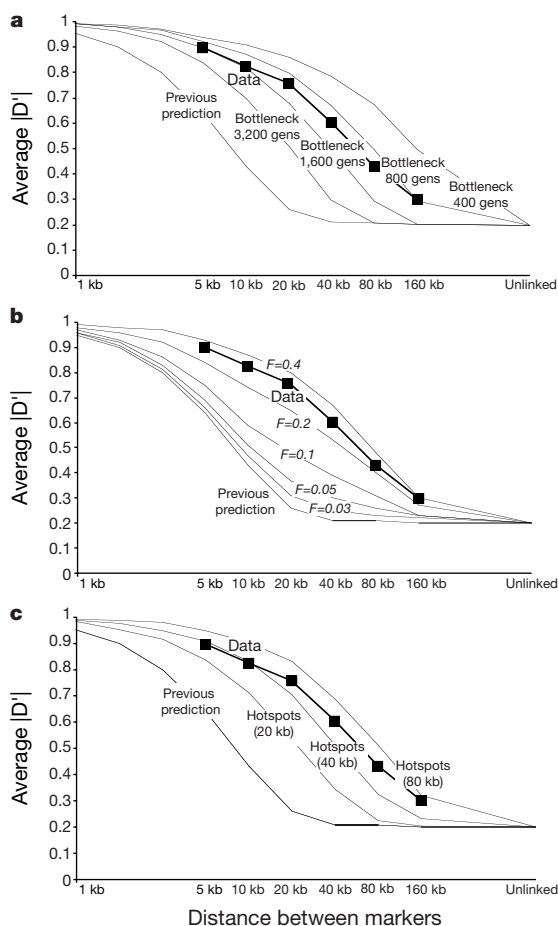 a
Average |D'|
1
0.9
0.8
0.7
0.6
0.5
0.4
0.3
0.2
0.1
0
Data
Previous
prediction
Bottleneck
3,200 gens
Bottleneck
1,600 gens
Bottleneck
800 gens
Bottleneck
400 gens
1 kb 5 kb 10 kb 20 kb 40 kb 80 kb 160 kb Unlinked
b
Average |D'|
1
0.9
0.8
0.7
0.6
0.5
0.4
0.3
0.2
0.1
0
F=0.4
Data
F=0.2
F=0.1
F=0.05
F=0.03
Previous
prediction
1 kb 5 kb 10 kb 20 kb 40 kb 80 kb 160 kb Unlinked
c
Average |D'|
1
0.9
0.8
0.7
0.6
0.5
0.4
0.3
0.2
0.1
0
Data
Previous
prediction
Hotspots
(20 kb)
Hotspots
(40 kb)
Hotspots
(80 kb)
1 kb 5 kb 10 kb 20 kb 40 kb 80 kb 160 kb Unlinked
Distance between markers